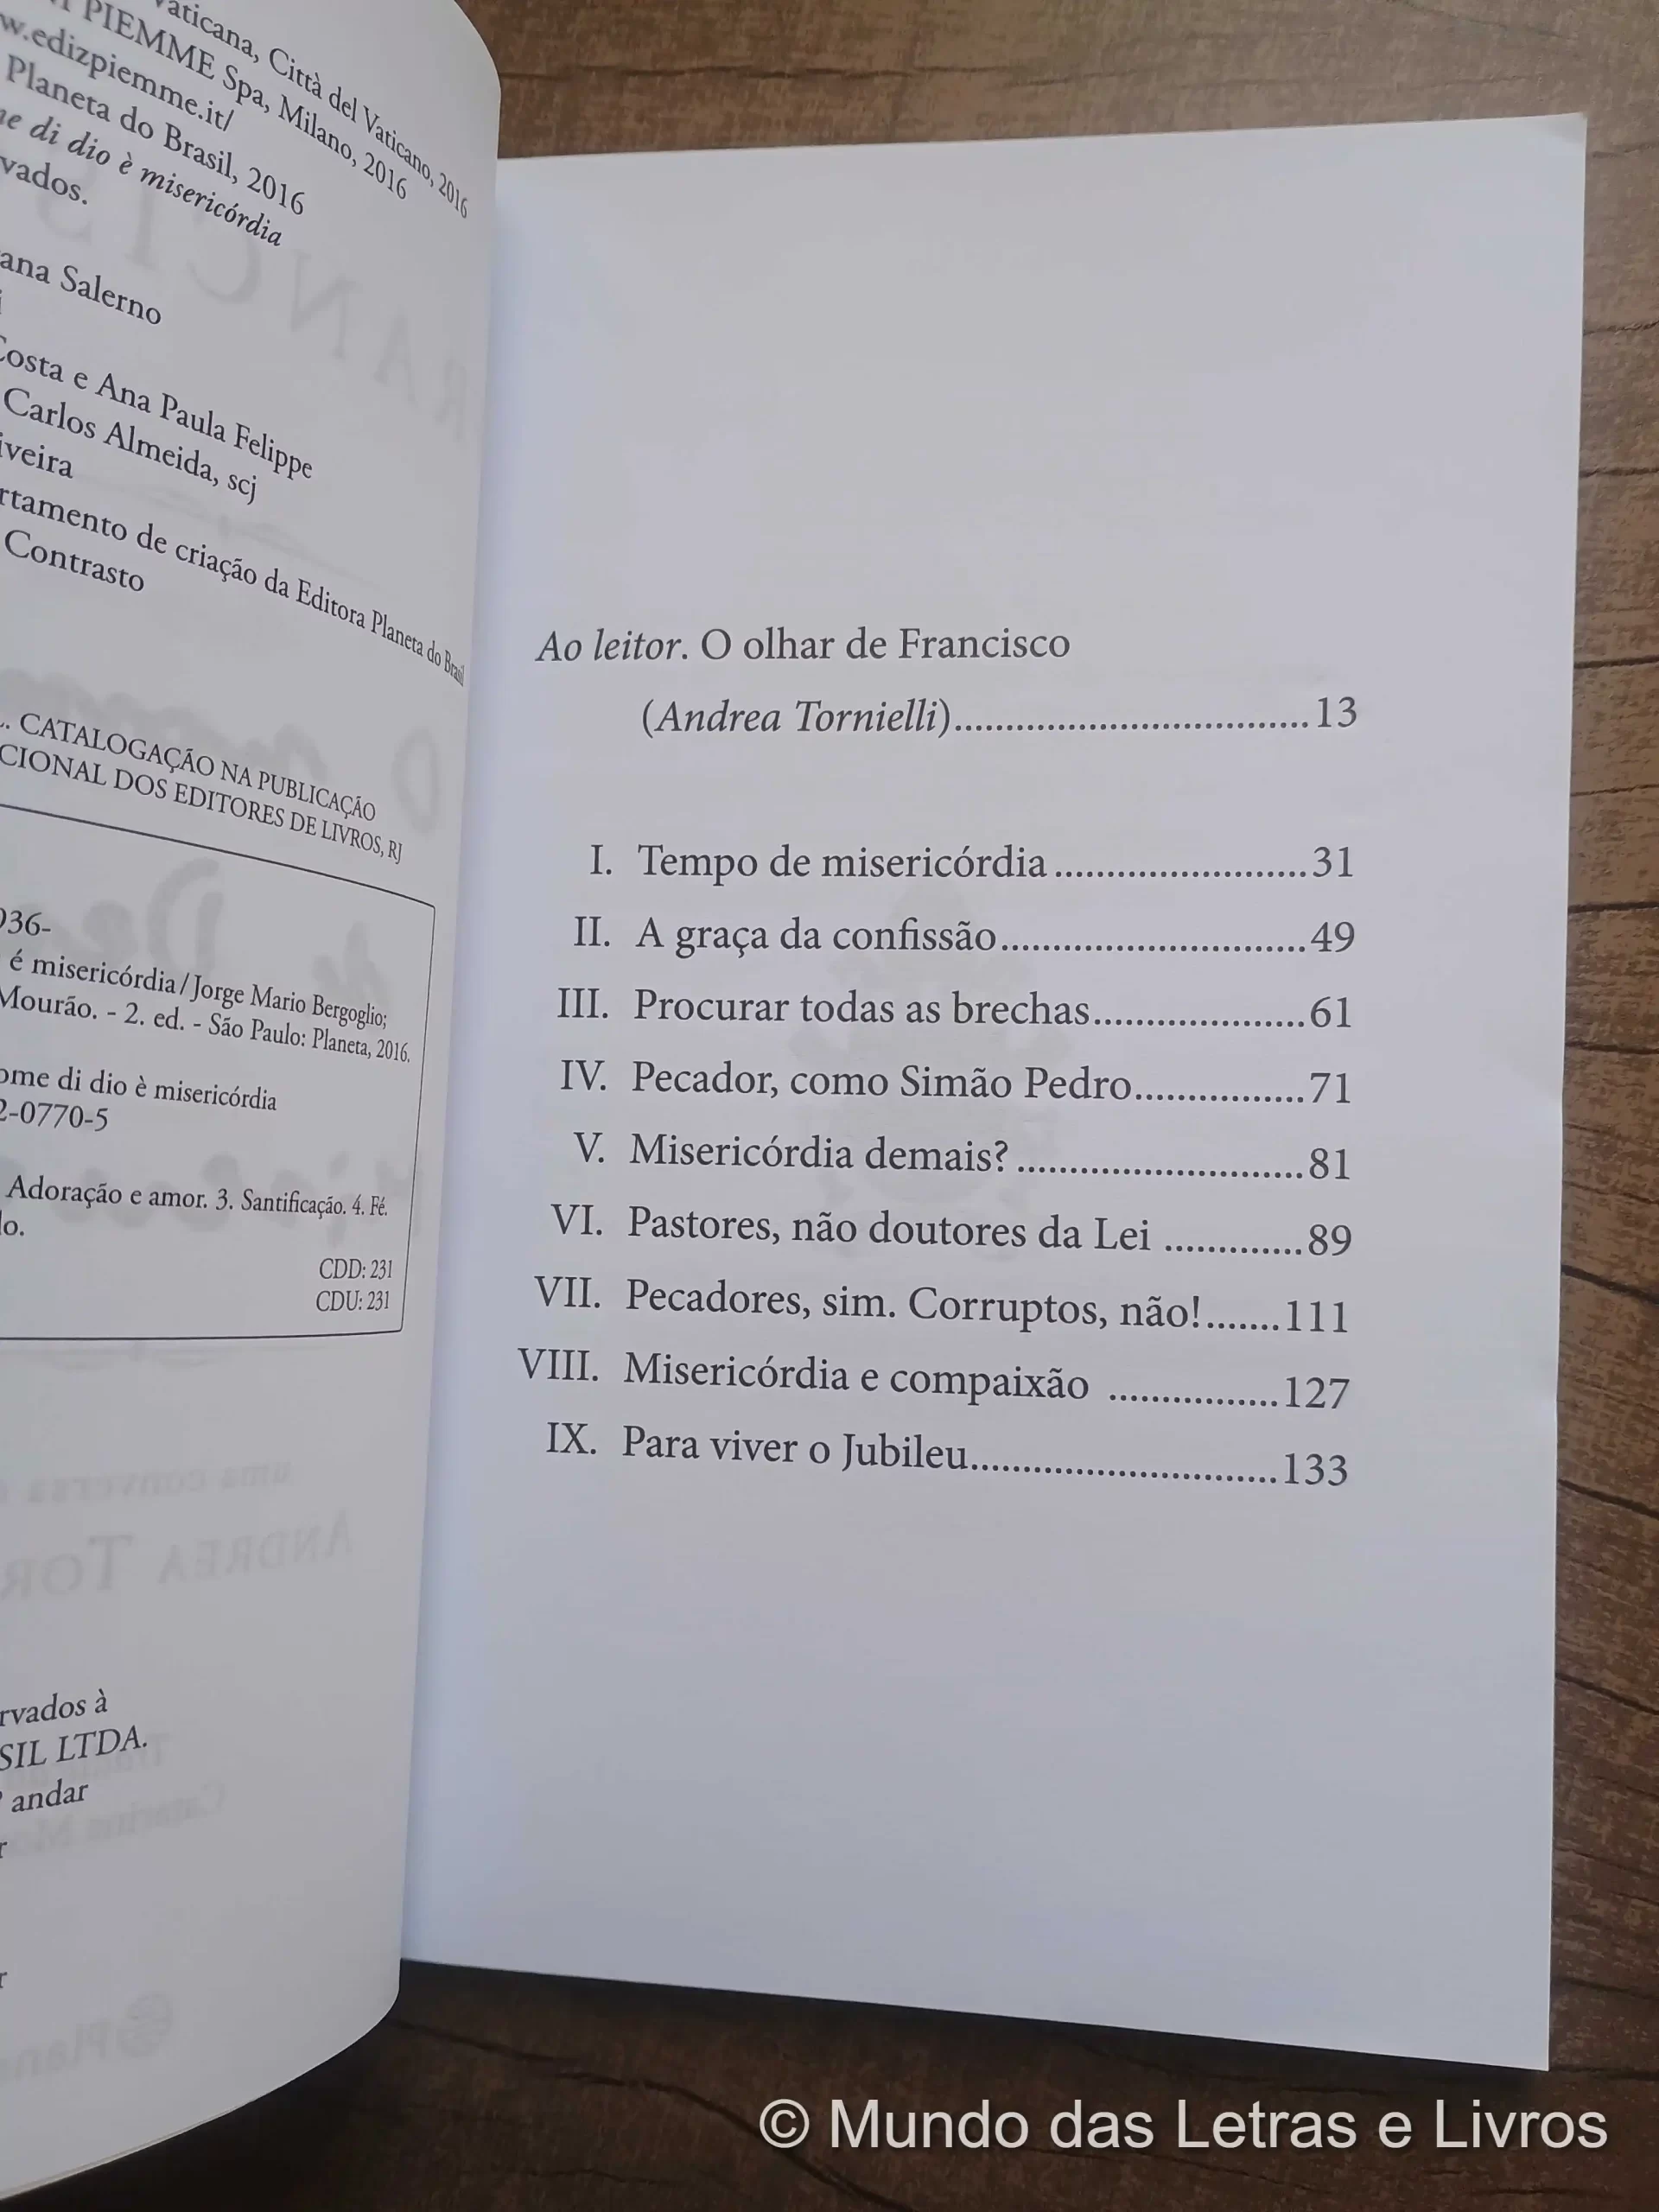 Vaticana, Città del Vaticano, 2016
PIEMME Spa, Milano, 2016
w.edizpiemme.it/
Planeta do Brasil, 2016
me di dio è misericórdia
vados.
ana Salerno
i
Costa e Ana Paula Felippe
Carlos Almeida, scj
iveira
rtamento de criação da Editora Planeta do Brasil
Contrasto
. CATALOGAÇÃO NA PUBLICAÇÃO
CIONAL DOS EDITORES DE LIVROS, RJ
936-
é misericórdia/Jorge Mario Bergoglio;
Mourão. - 2. ed. - São Paulo: Planeta, 2016.
ome di dio è misericórdia
2-0770-5
Adoração e amor. 3. Santificação. 4. Fé.
lo.
CDD: 231
CDU: 231
rvados à
SIL LTDA.
andar
r
r
Ao leitor. O olhar de Francisco
(Andrea Tornielli)..................................13
I. Tempo de misericórdia........................31
II. A graça da confissão.............................49
III. Procurar todas as brechas....................61
IV. Pecador, como Simão Pedro................71
V. Misericórdia demais?...........................81
VI. Pastores, não doutores da Lei .............89
VII. Pecadores, sim. Corruptos, não!.......111
VIII. Misericórdia e compaixão ................127
IX. Para viver o Jubileu.............................133
© Mundo das Letras e Livros